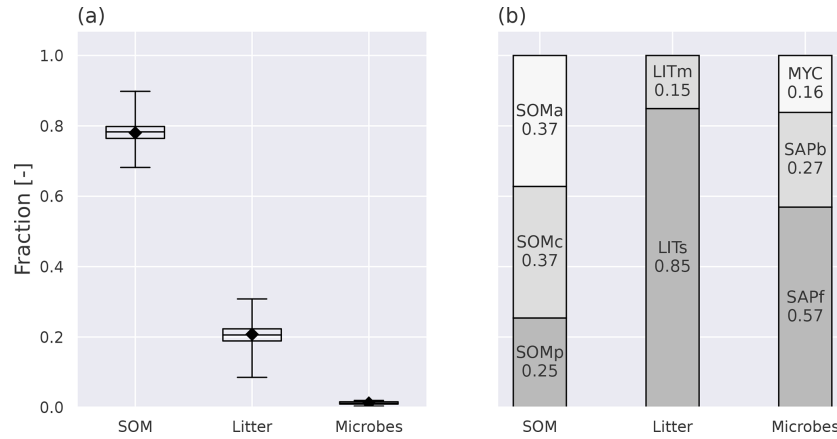 (a)
Fraction [-]
1.0
0.8
0.6
0.4
0.2
0.0
SOM
Litter
Microbes
(b)
SOMa
0.37
SOMc
0.37
SOMp
0.25
LITm
0.15
LITs
0.85
MYC
0.16
SAPb
0.27
SAPf
0.57
SOM
Litter
Microbes